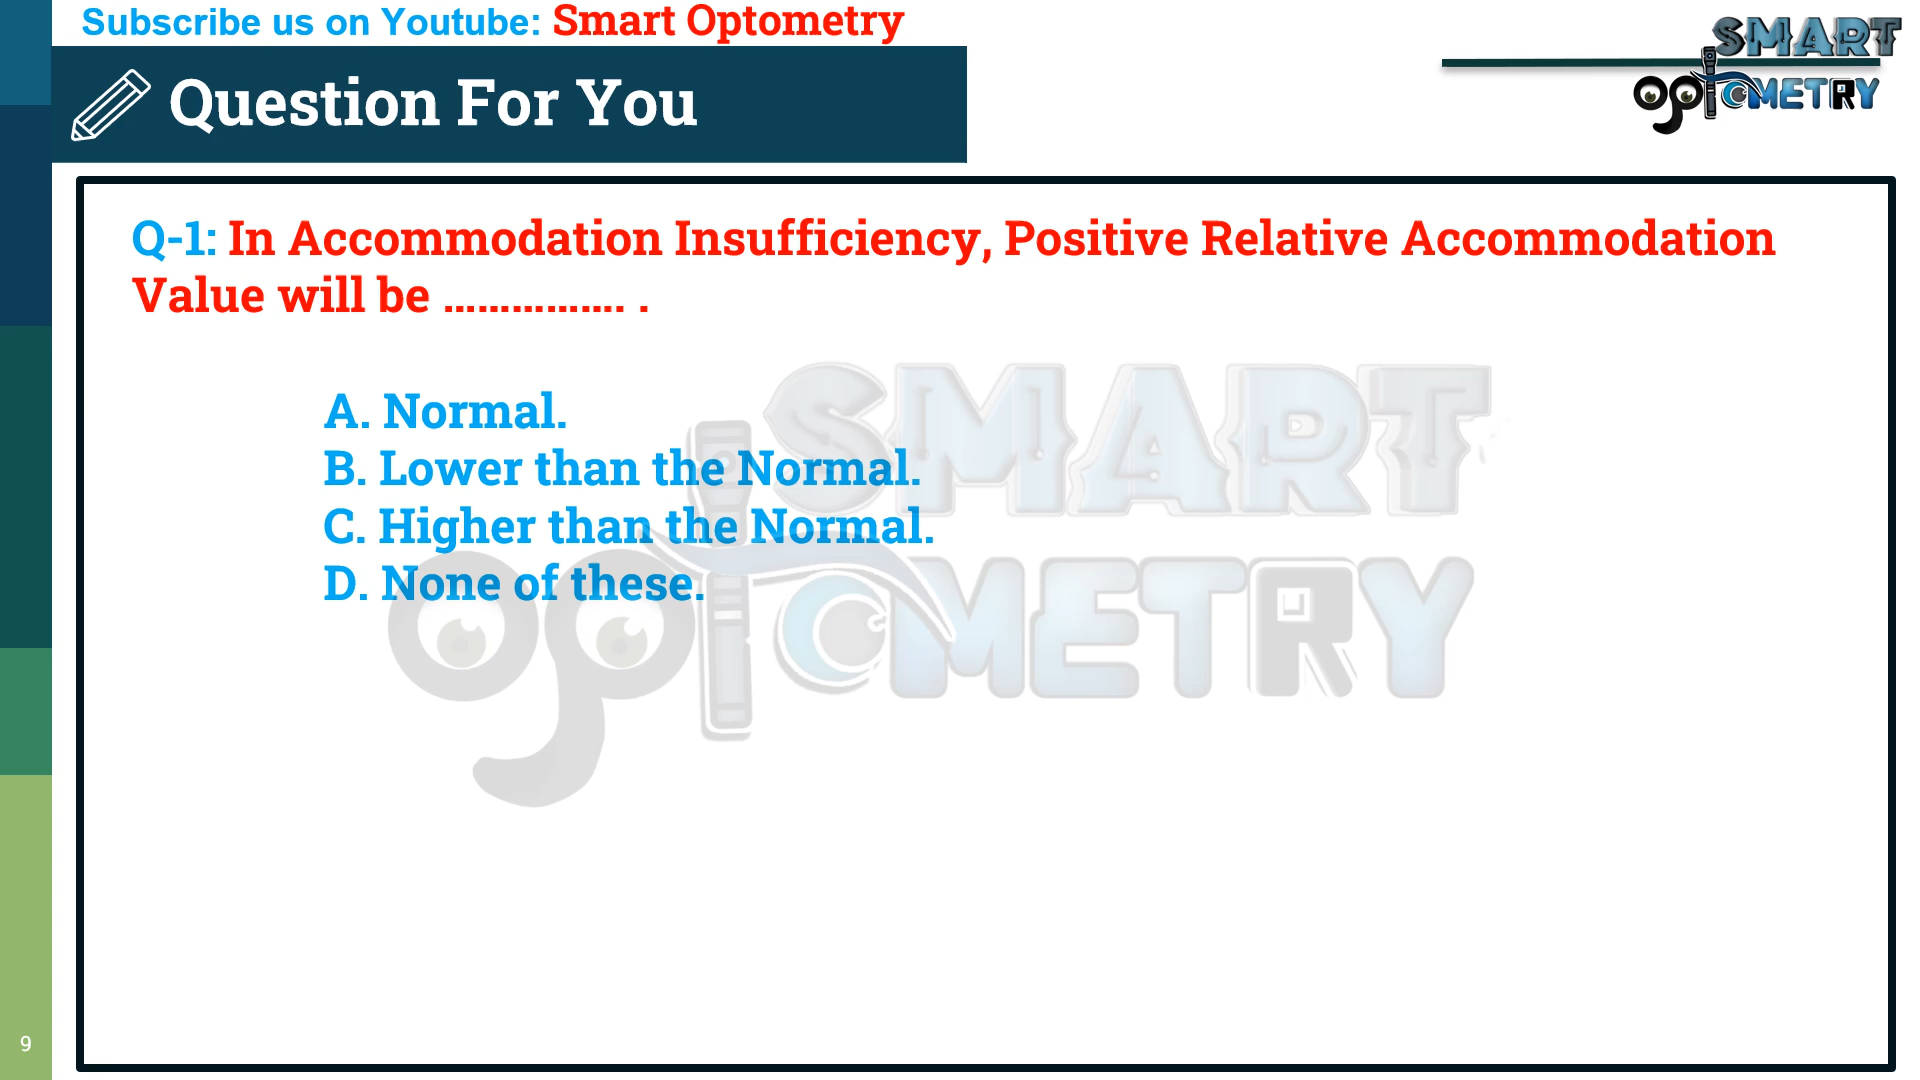 Subscribe us on Youtube: Smart Optometry
SMART
OPTOMETRY
Question For You
Q-1: In Accommodation Insufficiency, Positive Relative Accommodation
Value will be ................ .
A. Normal.
B. Lower than the Normal.
C. Higher than the Normal.
D. None of these.
SMART
OPTOMETRY
9